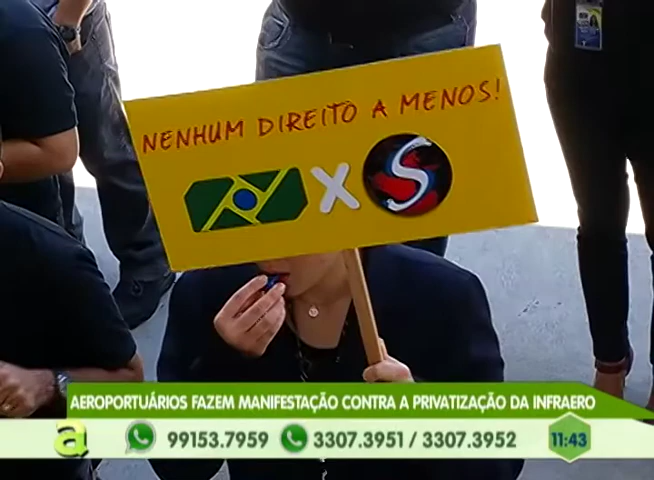 NENHUM DIREITO A MENOS!
X S
AEROPORTUÁRIOS FAZEM MANIFESTAÇÃO CONTRA A PRIVATIZAÇÃO DA INFRAERO
a 99153.7959 3307.3951 / 3307.3952 11:43